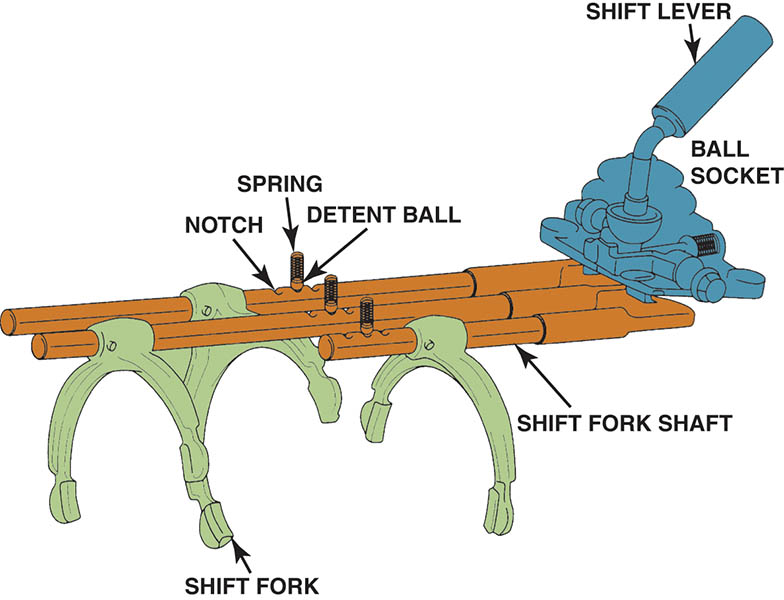 SHIFT LEVER
BALL
SOCKET
SPRING
DETENT BALL
NOTCH
SHIFT FORK SHAFT
SHIFT FORK